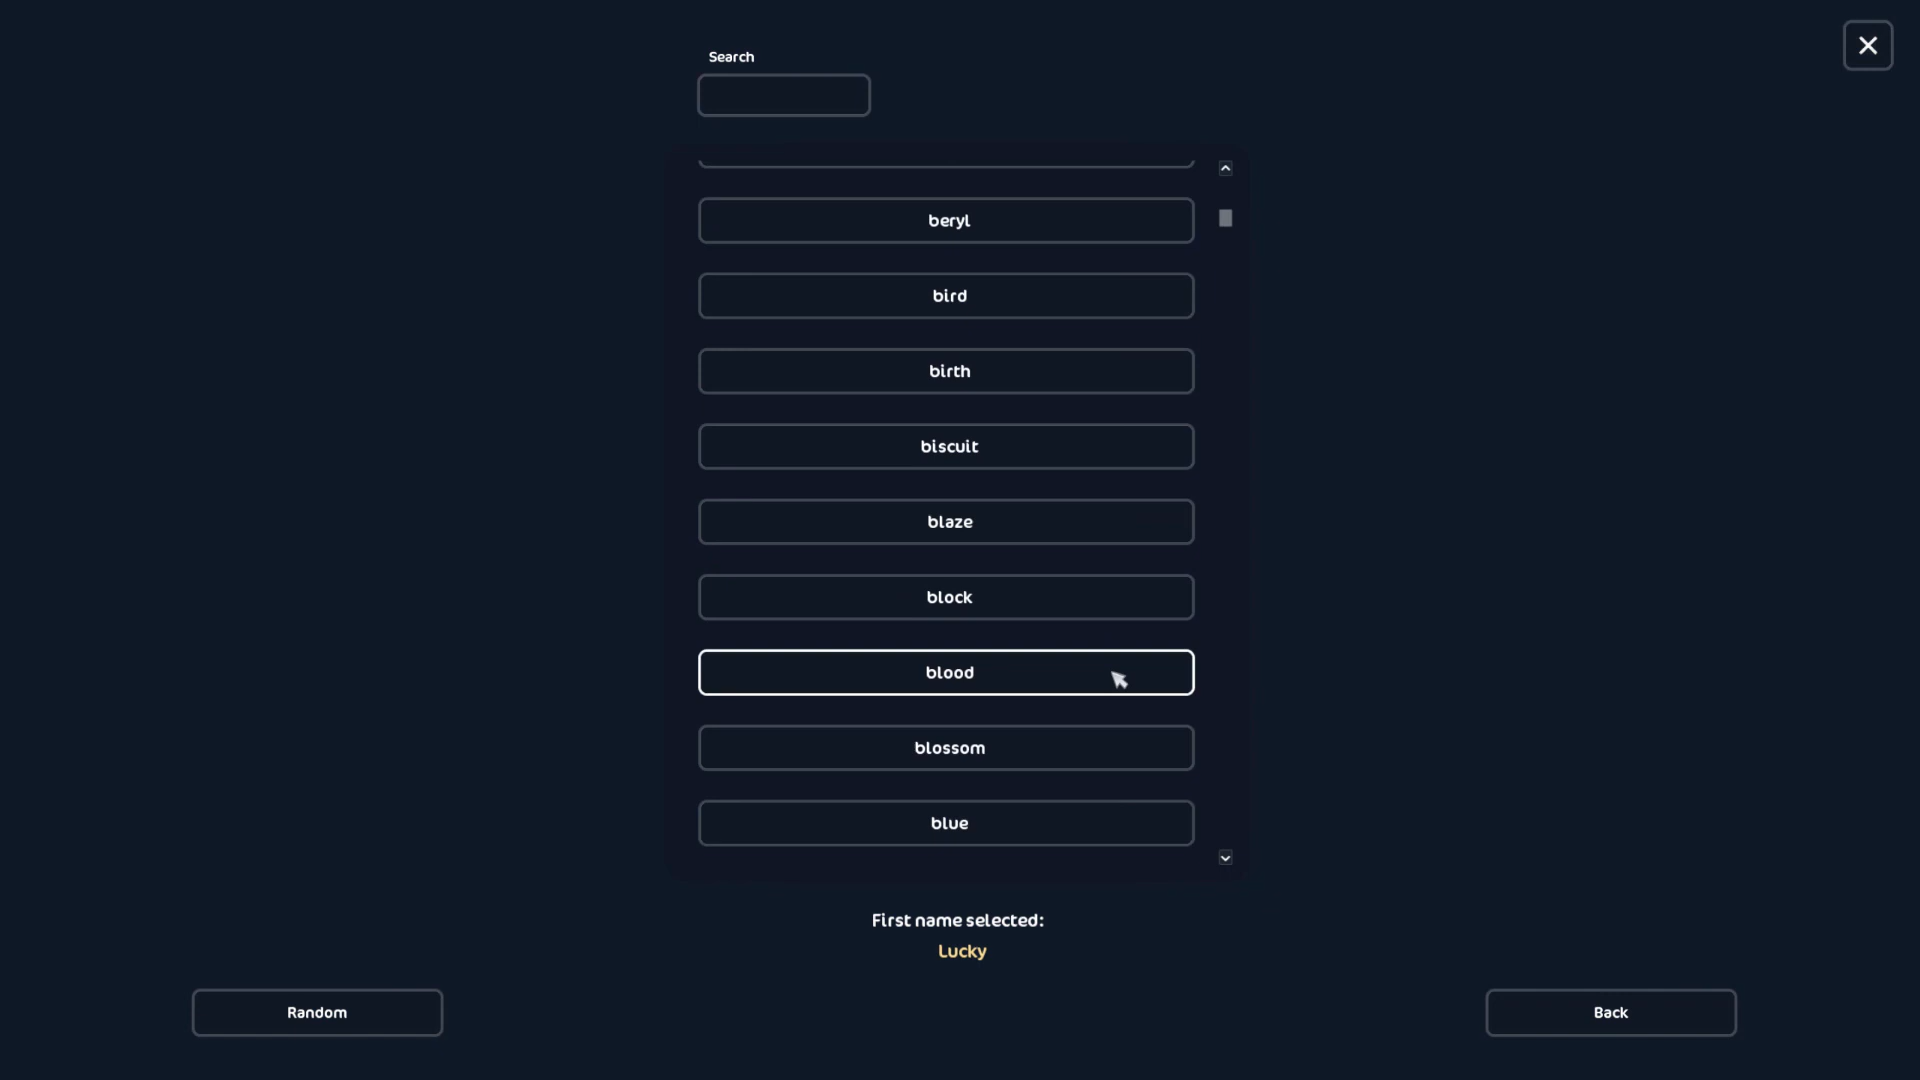 Search
beryl
bird
birth
biscuit
blaze
block
blood
blossom
blue
First name selected:
Lucky
Random
Back